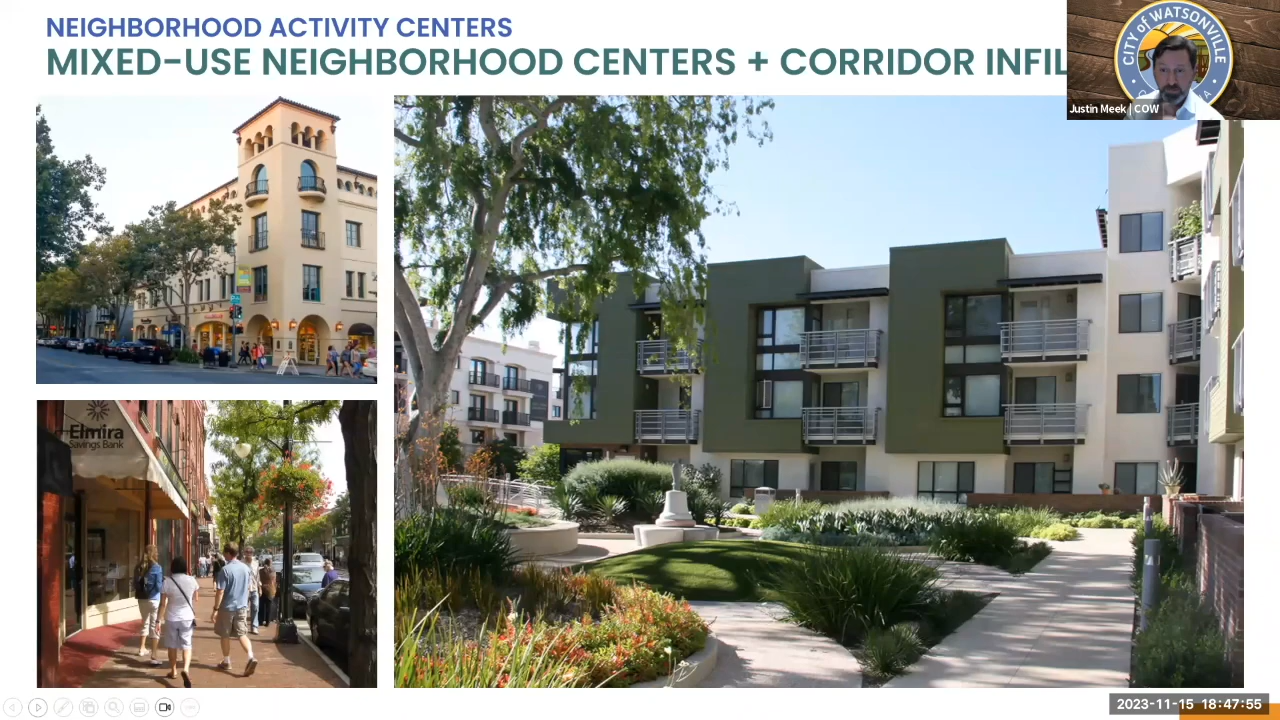 NEIGHBORHOOD ACTIVITY CENTERS
MIXED-USE NEIGHBORHOOD CENTERS + CORRIDOR INFIL
CITY of WATSONVILLE
Justin Meek | COW
Elmira
Savings Bank
2023-11-15 18:47:55